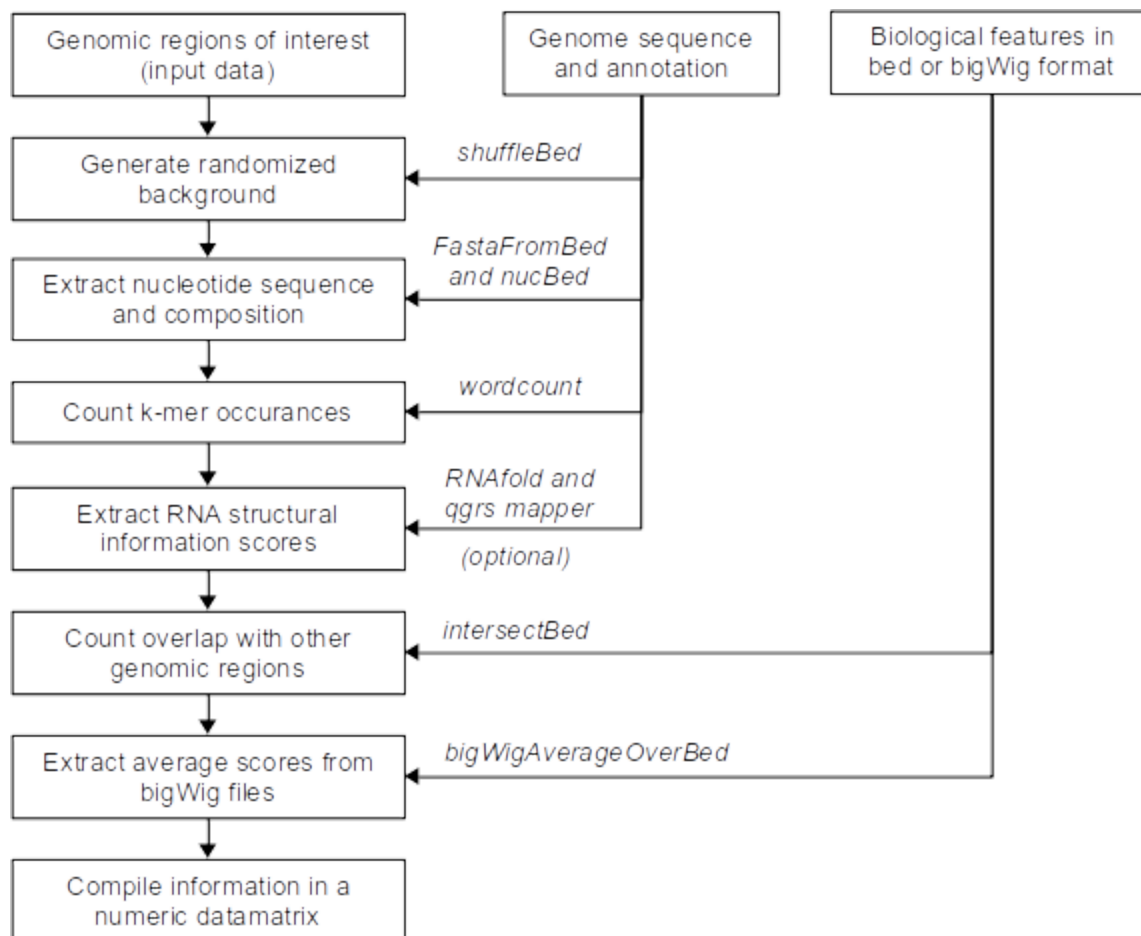 Genomic regions of interest
(input data)
Genome sequence
and annotation
Biological features in
bed or bigWig format
Generate randomized
background
shuffleBed
Extract nucleotide sequence
and composition
FastaFromBed
and nucBed
Count k-mer occurances
wordcount
Extract RNA structural
information scores
RNAfold and
qgrs mapper
(optional)
Count overlap with other
genomic regions
intersectBed
Extract average scores from
bigWig files
bigWigAverageOverBed
Compile information in a
numeric datamatrix